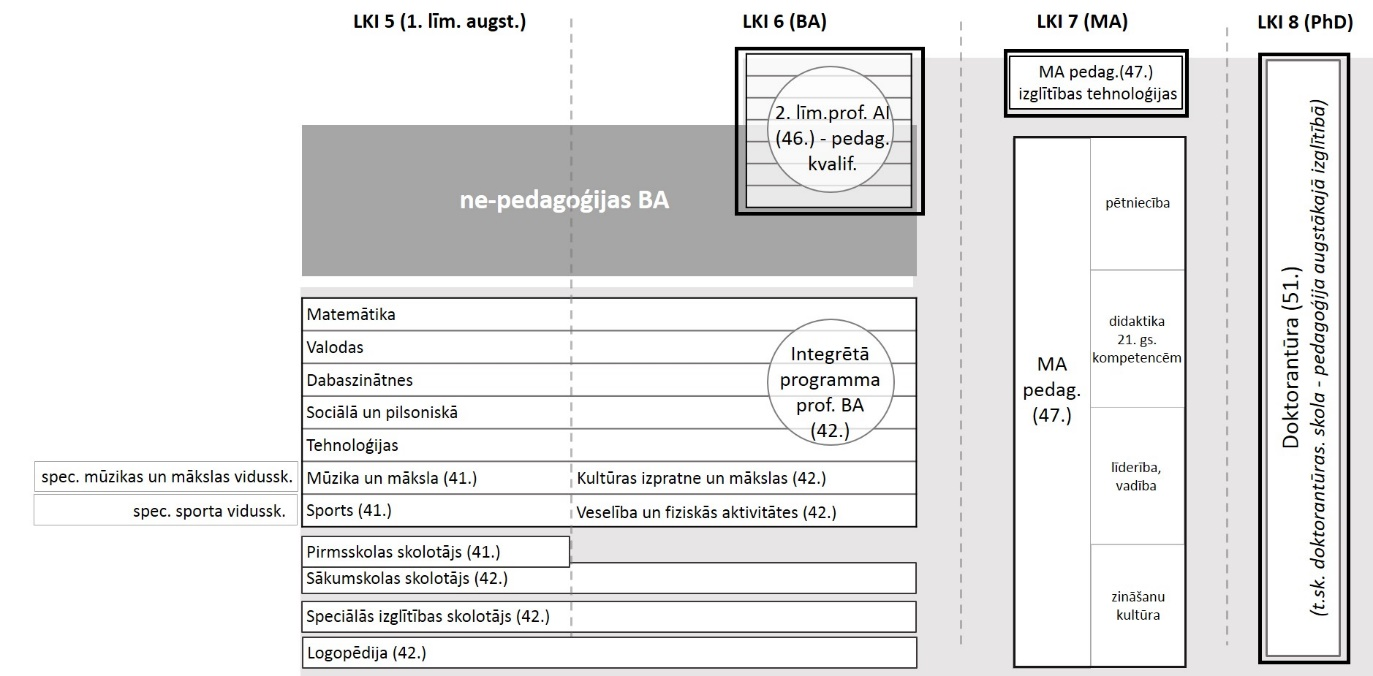 LKI 5 (1. līm. augst.)
LKI 6 (BA)
LKI 7 (MA)
LKI 8 (PhD)
2. līm.prof. AI
(46.) - pedag.
kvalif.
ne-pedagoģijas BA
Matemātika
Valodas
Dabaszinātnes
Sociālā un pilsoniskā
Tehnoloģijas
Integrētā
programma
prof. BA
(42.)
spec. mūzikas un mākslas vidussk.
Mūzika un māksla (41.)
Kultūras izpratne un mākslas (42.)
spec. sporta vidussk.
Sports (41.)
Veselība un fiziskās aktivitātes (42.)
Pirmsskolas skolotājs (41.)
Sākumskolas skolotājs (42.)
Speciālās izglītības skolotājs (42.)
Logopēdija (42.)
MA pedag.(47.)
izglītības tehnoloģijas
MA
pedag.
(47.)
pētniecība
didaktika
21. gs.
kompetencēm
līderība,
vadība
zināšanu
kultūra
Doktorantūra (51.)
(t.sk. doktorantūras. skola - pedagoģija augstākajā izglītībā)